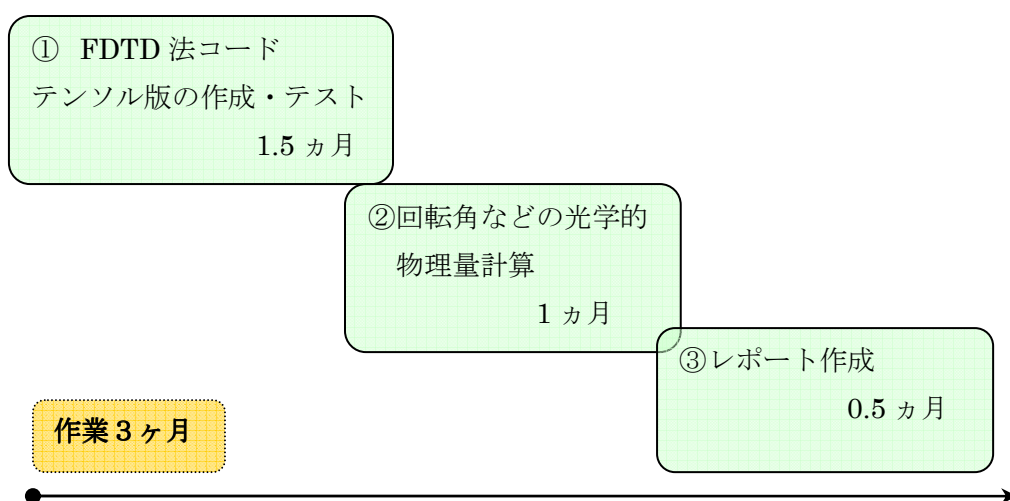 ① FDTD 法コード
テンソル版の作成・テスト
1.5 ヵ月
②回転角などの光学的
物理量計算
1 ヵ月
③レポート作成
0.5 ヵ月
作業３ヶ月